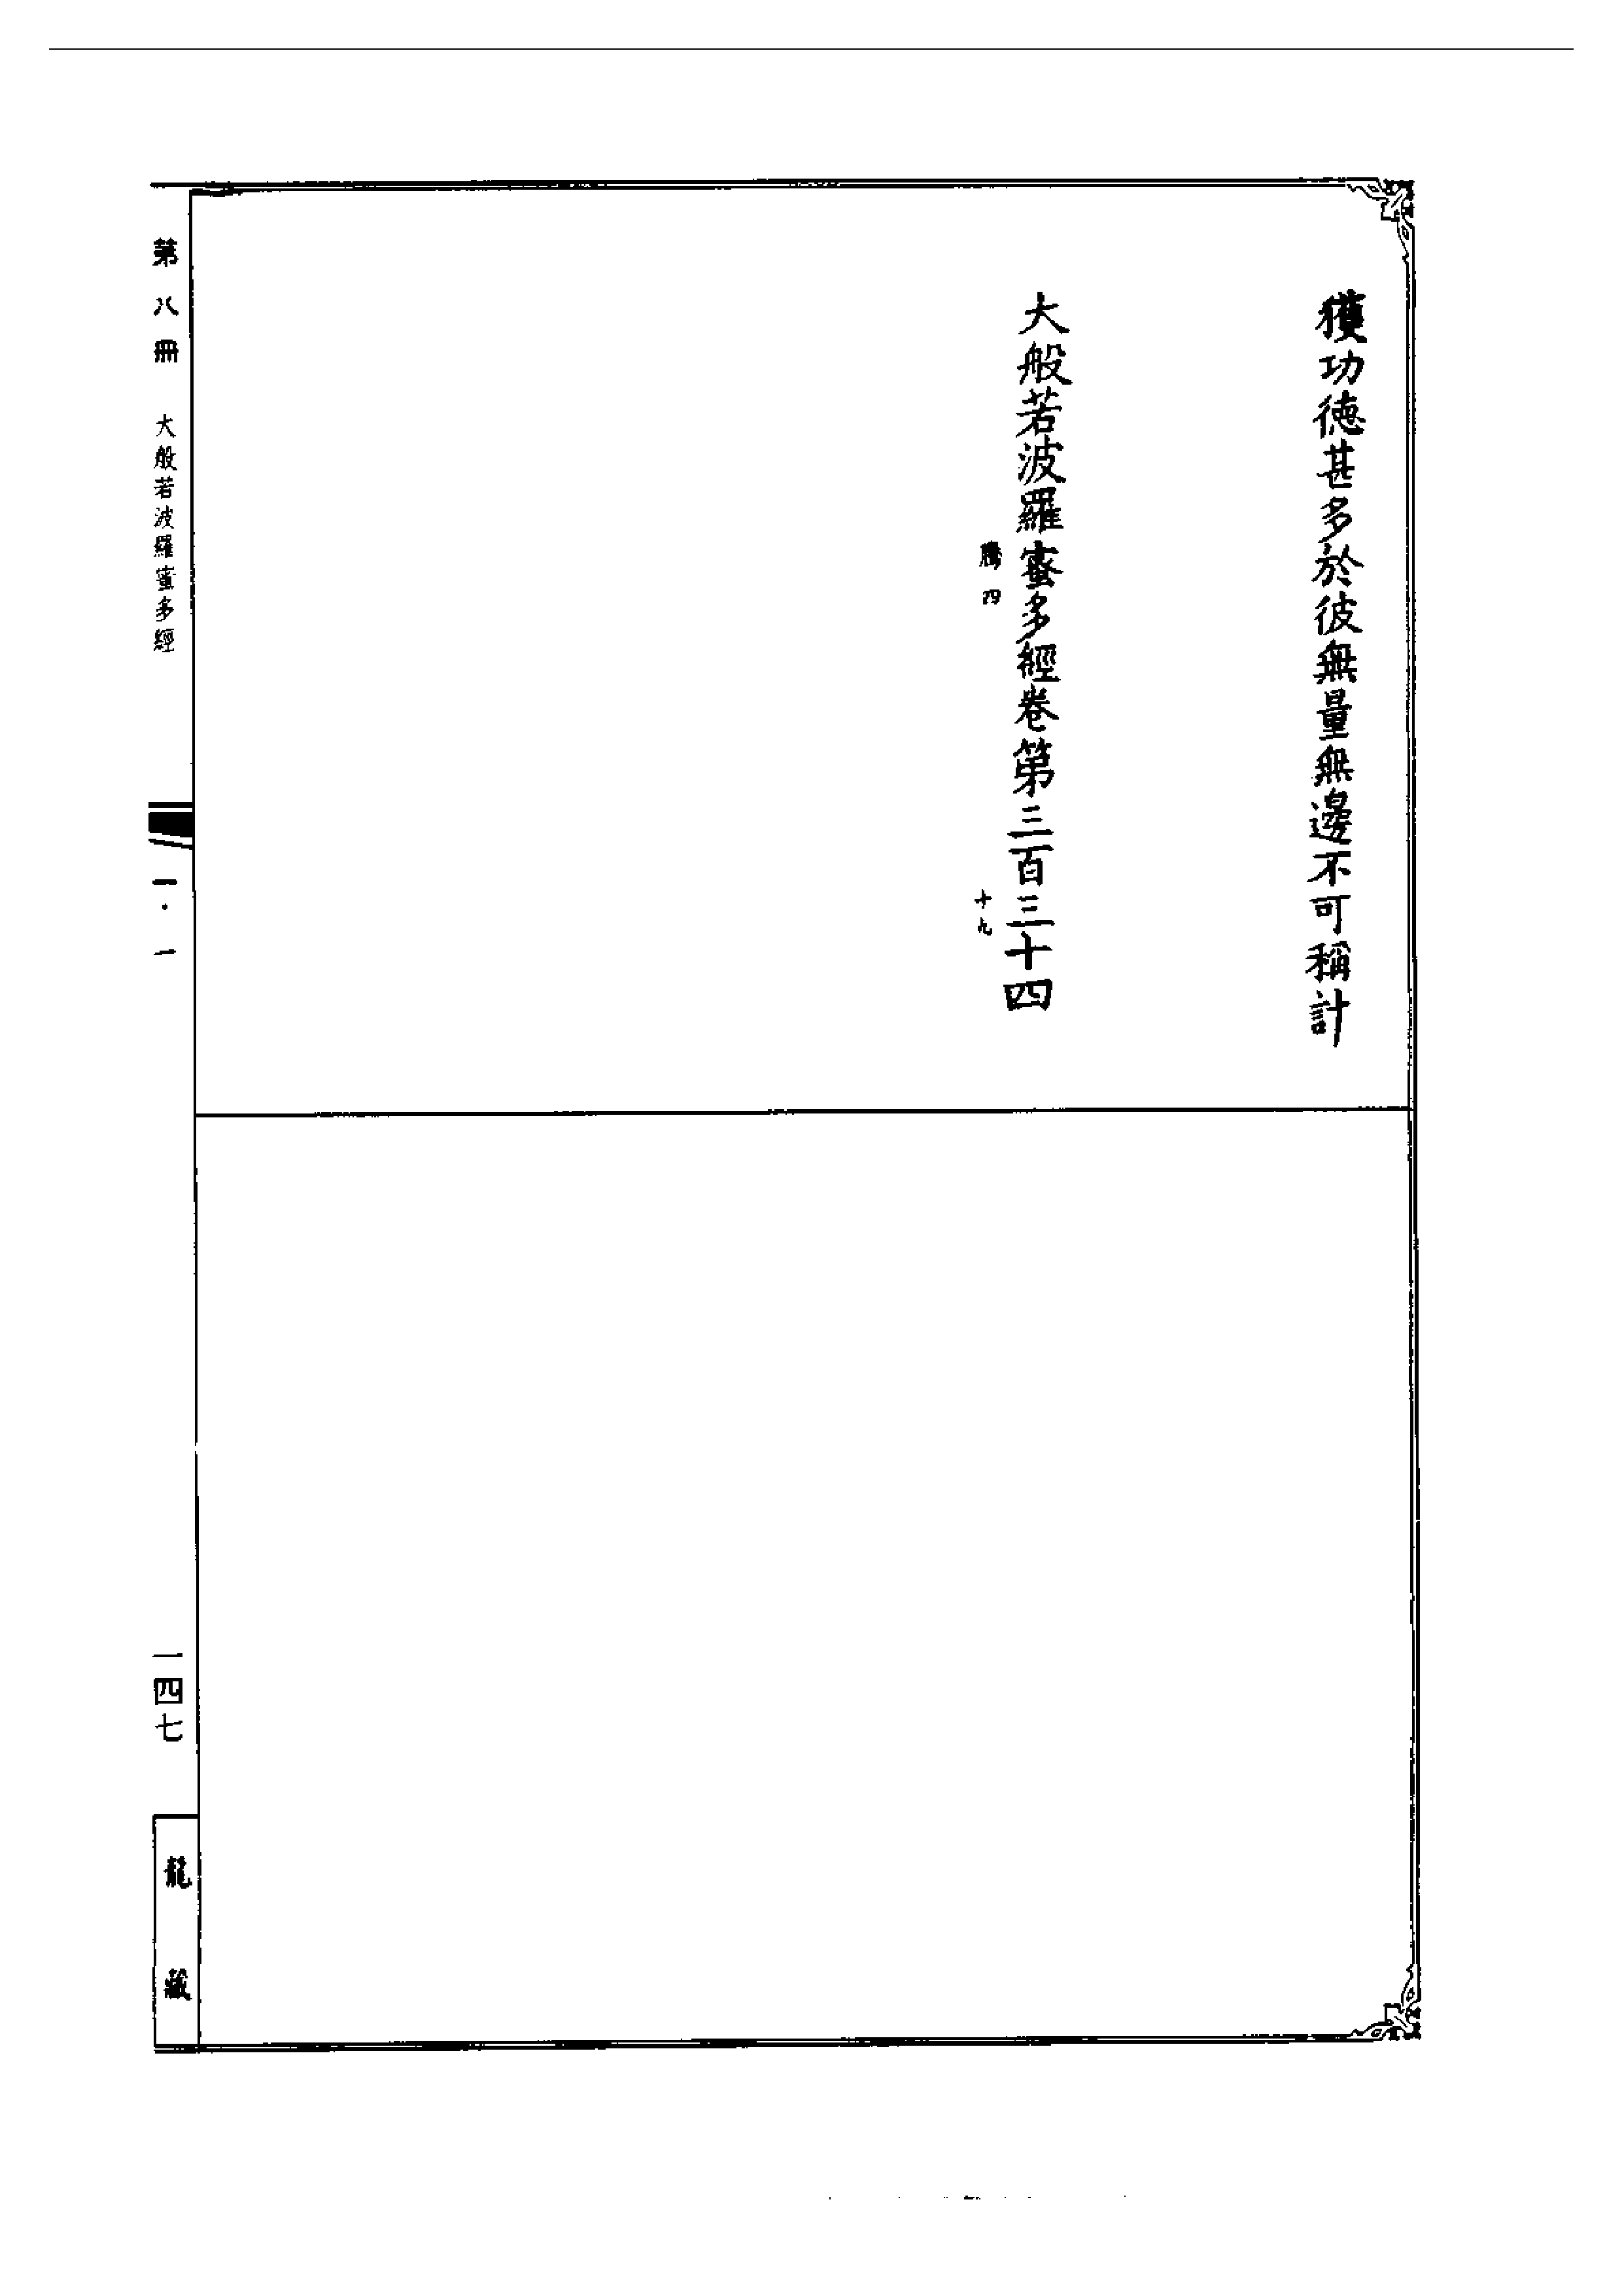 獲功德甚多於彼無量無邊不可稱計
大般若波羅蜜多經卷第三百三十四
騰四
十九
第八冊 大般若波羅蜜多經
一·一
一四七
龍藏